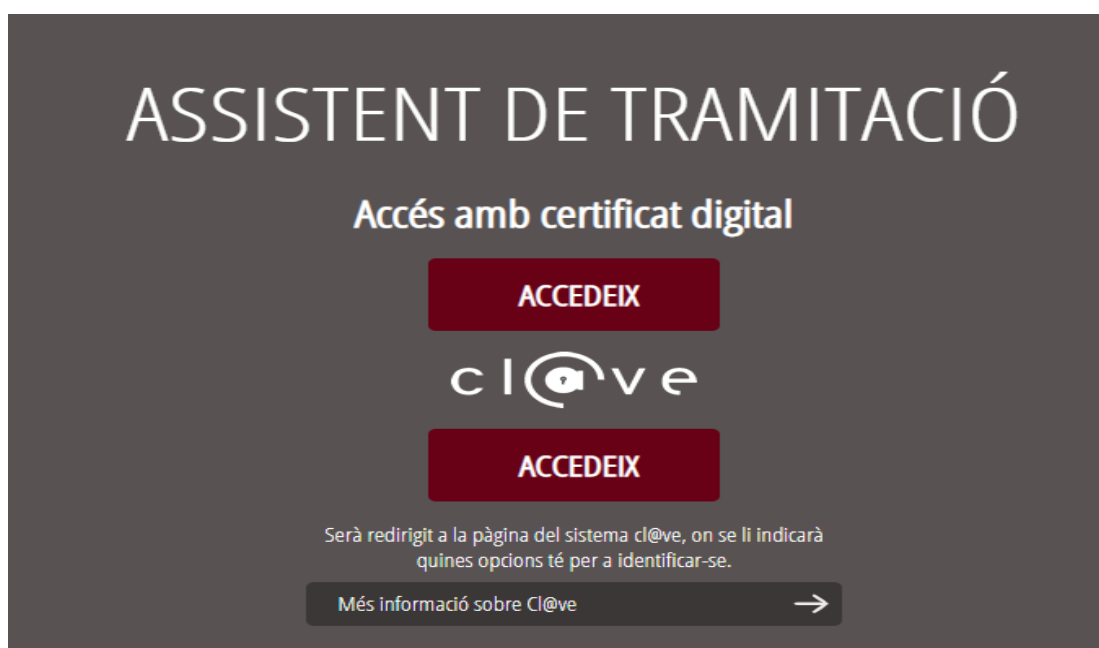 ASSISTENT DE TRAMITACIÓ
Accés amb certificat digital
ACCEDEIX
cl@ve
ACCEDEIX
Serà redirigit a la pàgina del sistema cl@ve, on se li indicarà
quines opcions té per a identificar-se.
Més informació sobre Cl@ve